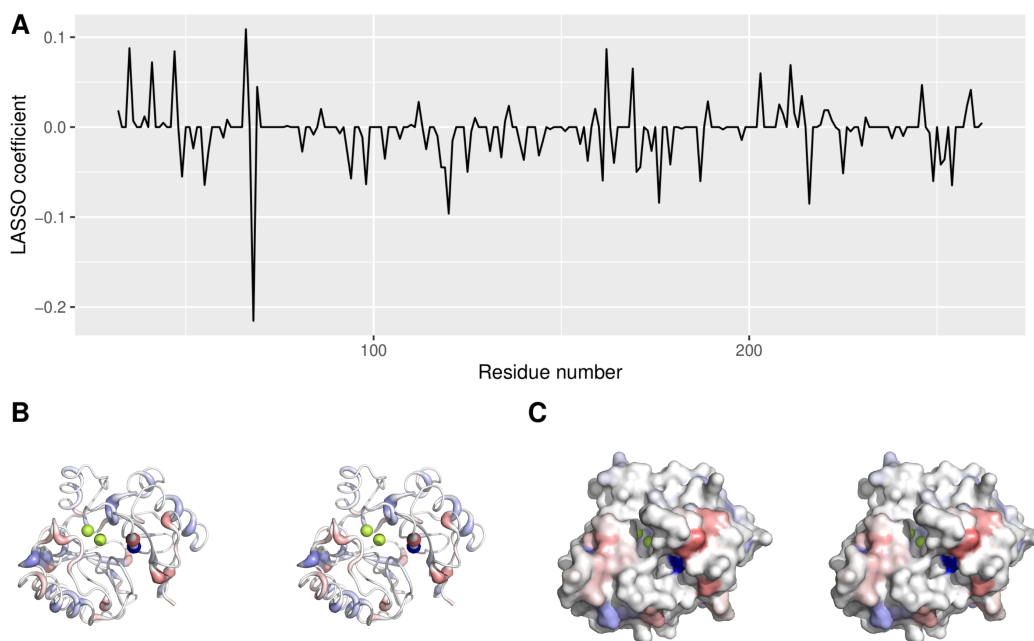 A
0.1
0.0
−0.1
−0.2
LASSO coefficient
100
200
Residue number
B
C